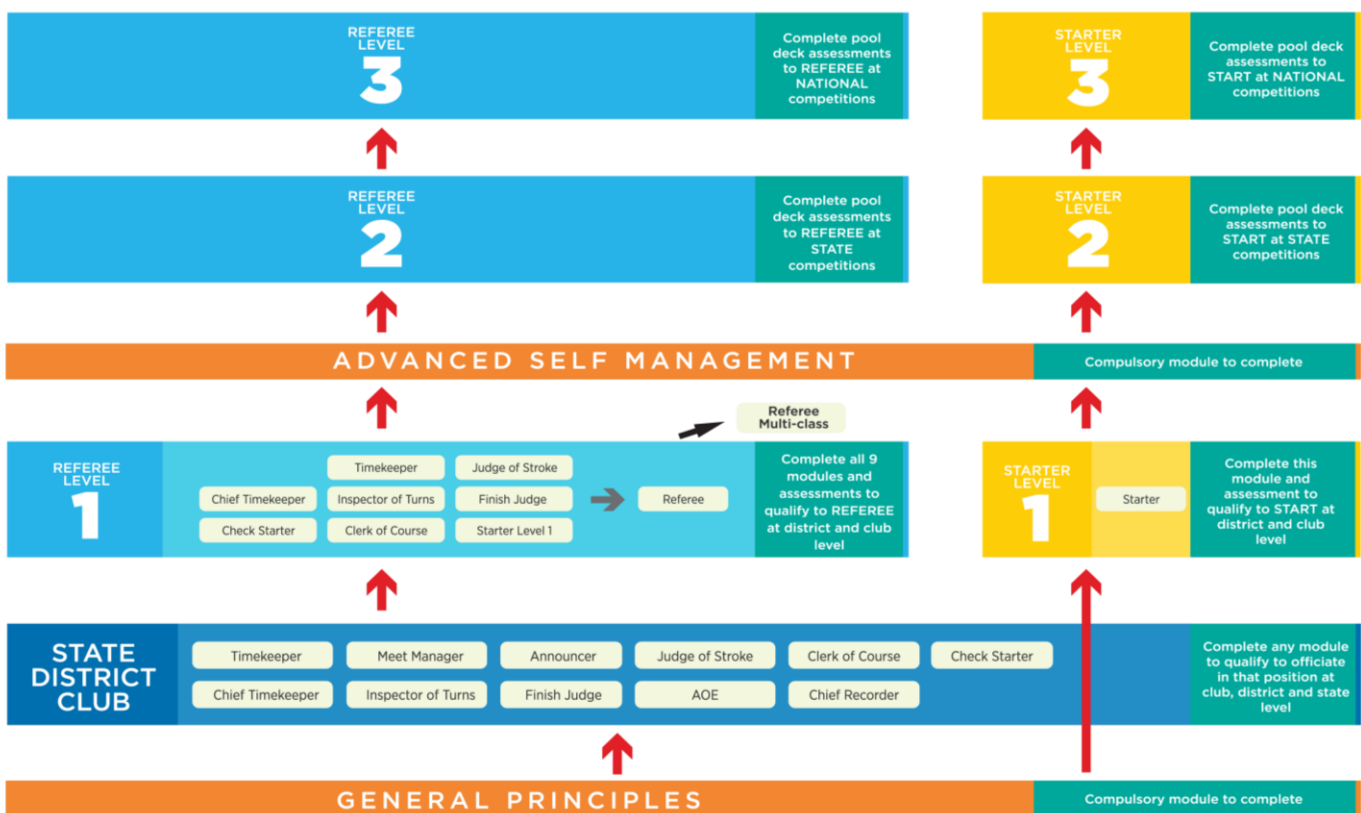 REFEREE
LEVEL
3
Complete pool
deck assessments
to REFEREE at
NATIONAL
competitions
STARTER
LEVEL
3
Complete pool deck
assessments to
START at NATIONAL
competitions
REFEREE
LEVEL
2
Complete pool
deck assessments
to REFEREE at
STATE
competitions
STARTER
LEVEL
2
Complete pool deck
assessments to
START at STATE
competitions
ADVANCED SELF MANAGEMENT
Compulsory module to complete
Referee
Multi-class
REFEREE
LEVEL
1
Timekeeper
Judge of Stroke
Chief Timekeeper
Inspector of Turns
Finish Judge
Referee
Check Starter
Clerk of Course
Starter Level 1
Complete all 9
modules and
assessments to
qualify to REFEREE
at district and club
level
STARTER
LEVEL
1
Starter
Complete this
module and
assessment to
qualify to START at
district and club
level
STATE
DISTRICT
CLUB
Timekeeper
Meet Manager
Announcer
Judge of Stroke
Clerk of Course
Check Starter
Chief Timekeeper
Inspector of Turns
Finish Judge
AOE
Chief Recorder
Complete any module
to qualify to officiate
in that position at
club, district and state
level
GENERAL PRINCIPLES
Compulsory module to complete